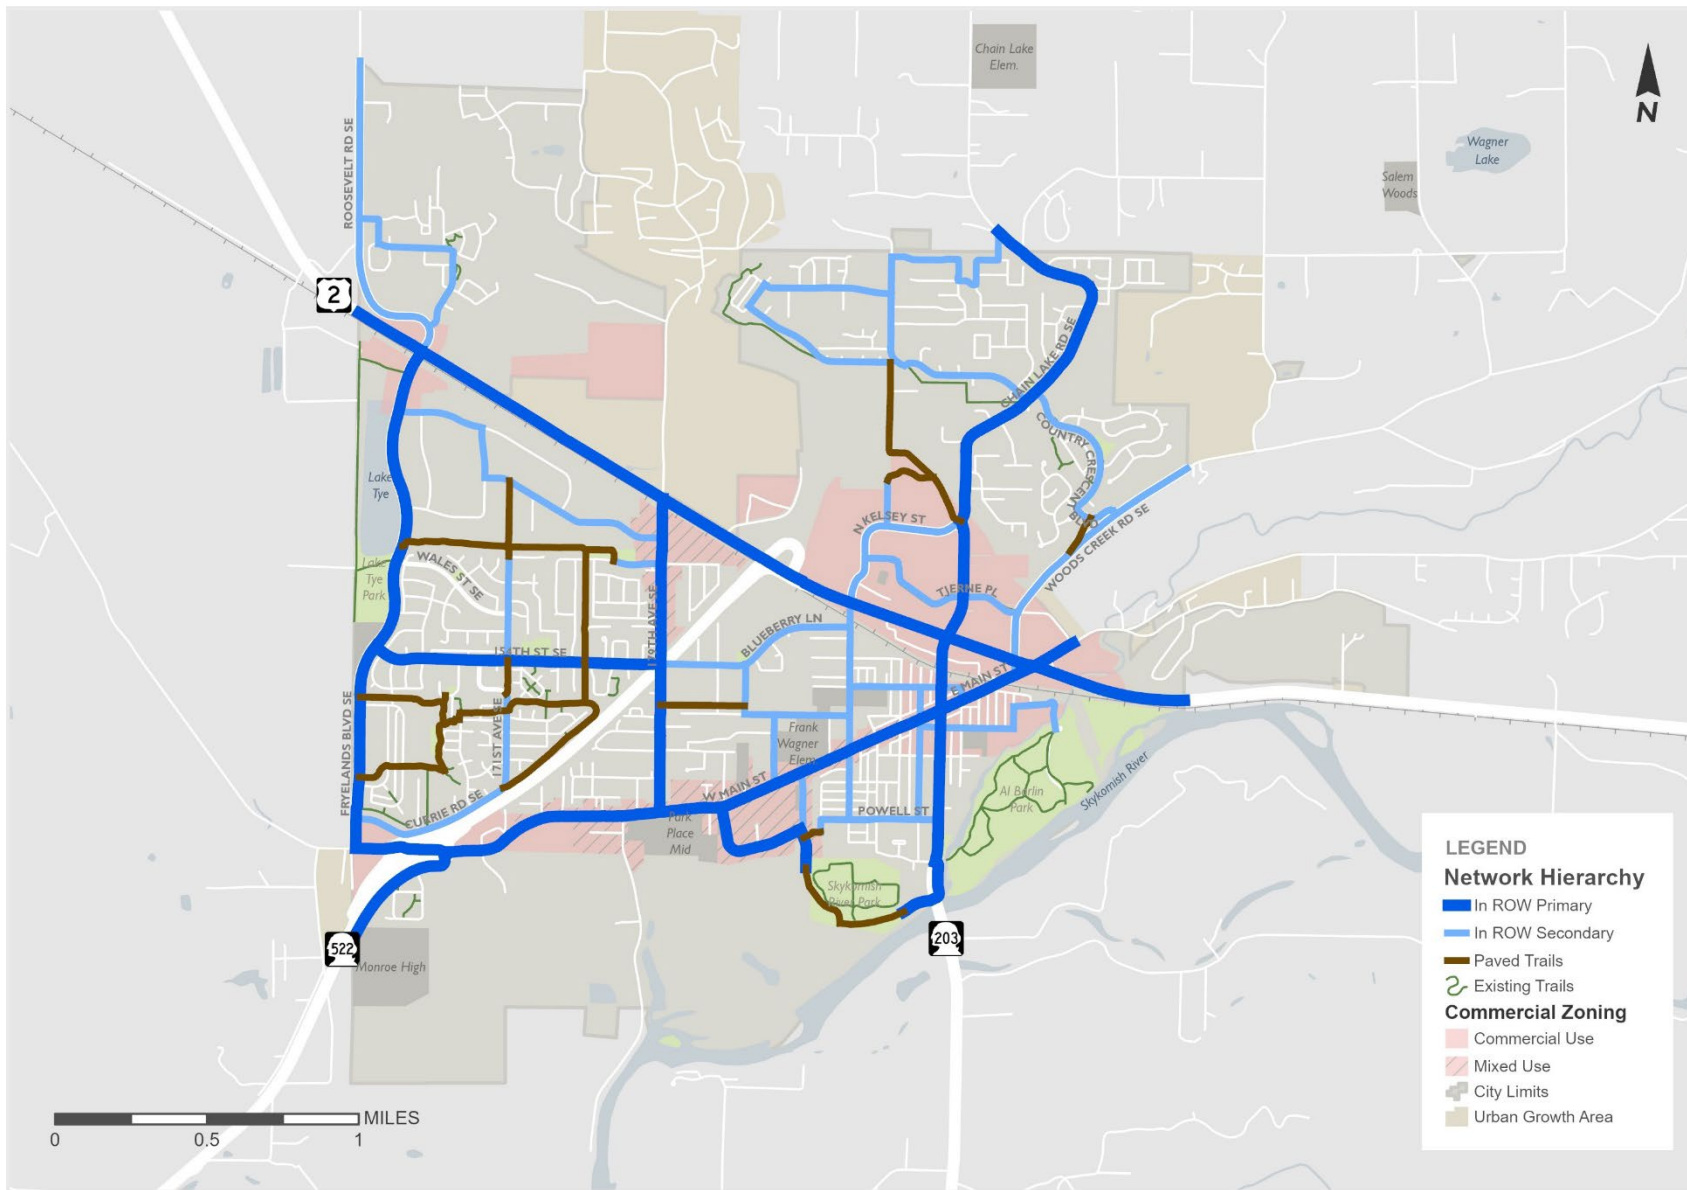 Chain Lake
Elem.
N
Wagner
Lake
Salem
Woods
ROOSEVELT RD SE
2
CHAIN LAKE RD SE
COUNTRY CRESCENT
BLVD
Lake
Tye
N KELSEY ST
WOODS CREEK RD SE
WALES ST SE
Lake
Tye
Park
TJERNE PL
179TH AVE SE
BLUEBERRY LN
154TH ST SE
E MAIN ST
FRYELANDS BLVD SE
171ST AVE SE
Frank
Wagner
Elem
Skykomish River
W MAIN ST
Al Borlin
Park
CURRIE RD SE
POWELL ST
Park
Place
Mid
Skykomish
River Park
522
203
Monroe High
LEGEND
Network Hierarchy
In ROW Primary
In ROW Secondary
Paved Trails
Existing Trails
Commercial Zoning
Commercial Use
Mixed Use
City Limits
Urban Growth Area
MILES
0 0.5 1